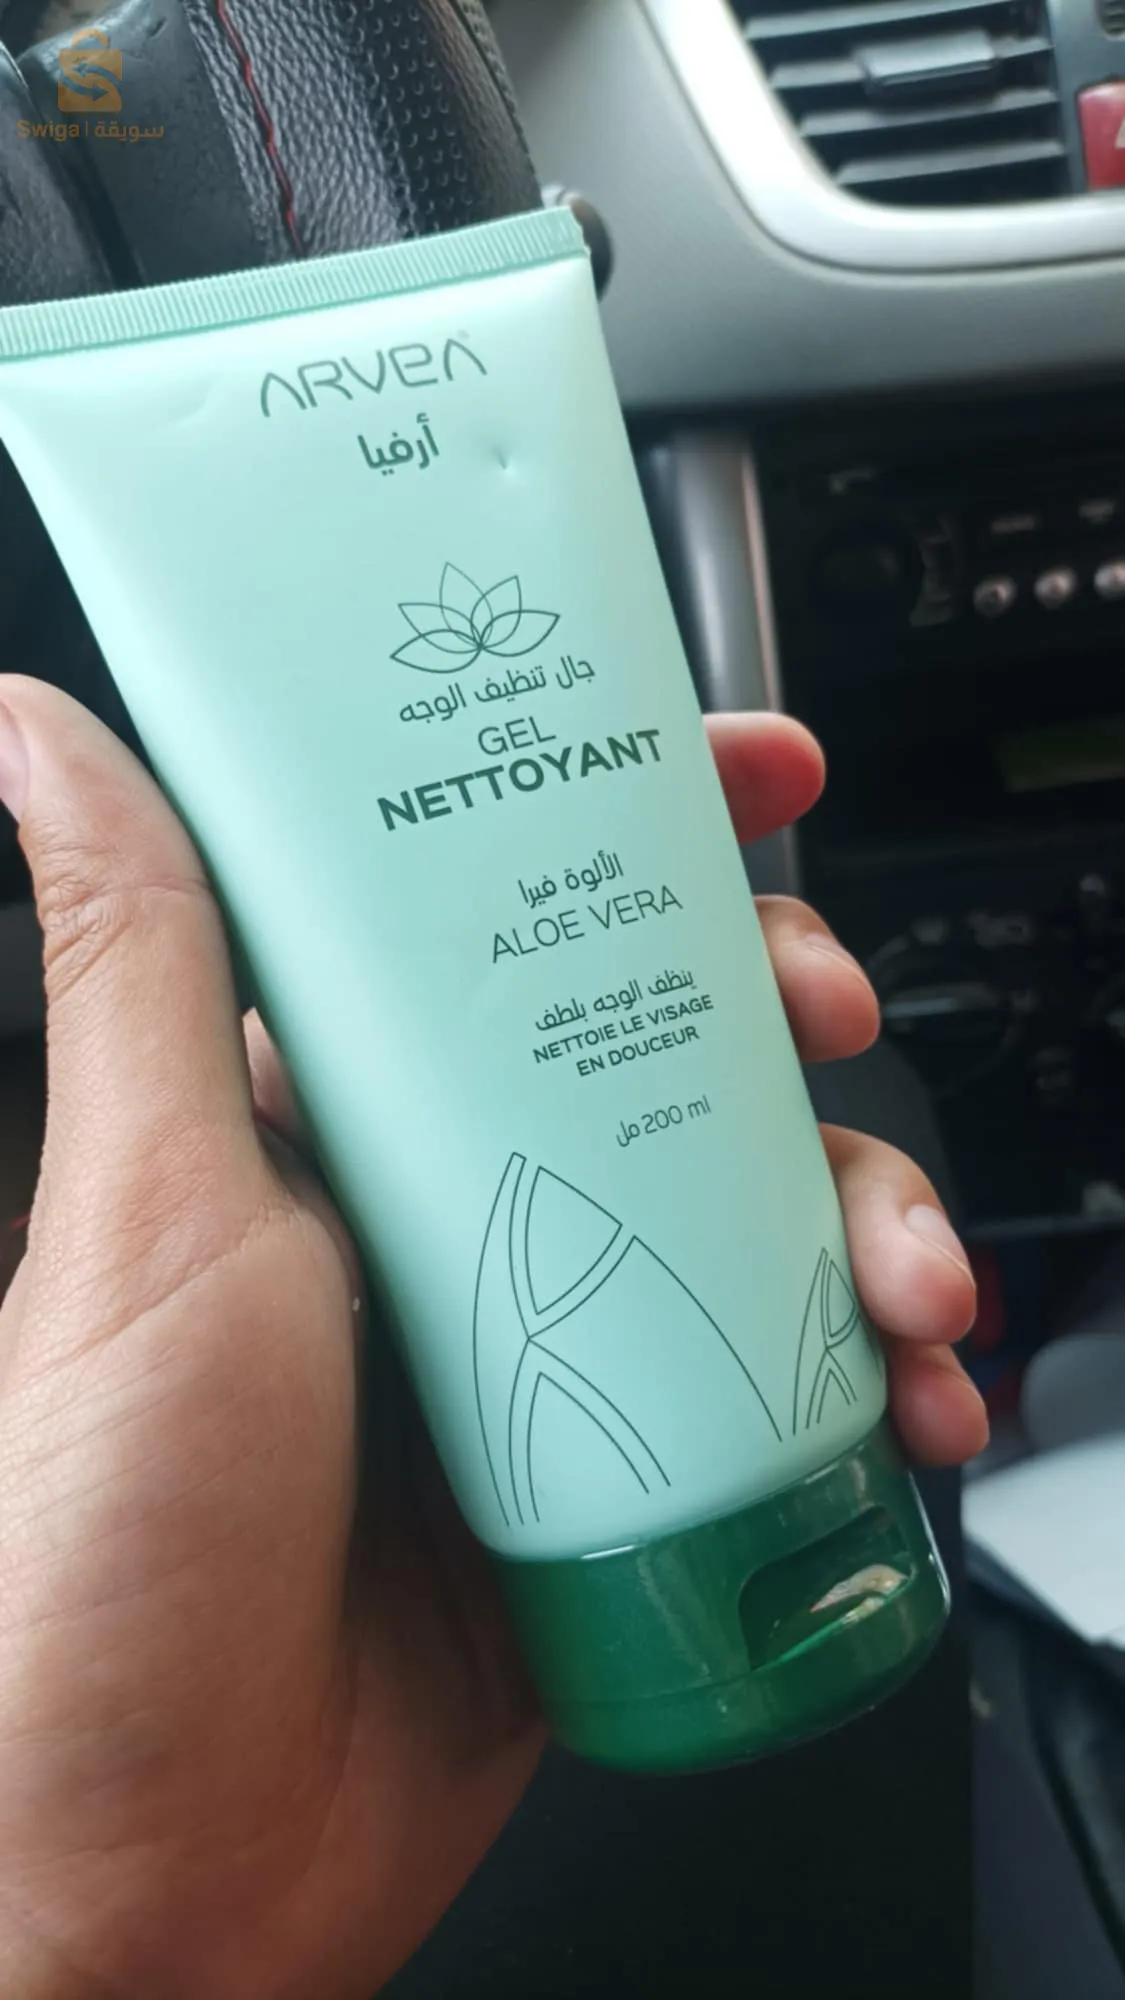 Swiga | سويقة
ARVEA
أرفيا
جال تنظيف الوجه
GEL
NETTOYANT
الألوة فيرا
ALOE VERA
ينظف الوجه بلطف
NETTOIE LE VISAGE
EN DOUCEUR
200 ml مل